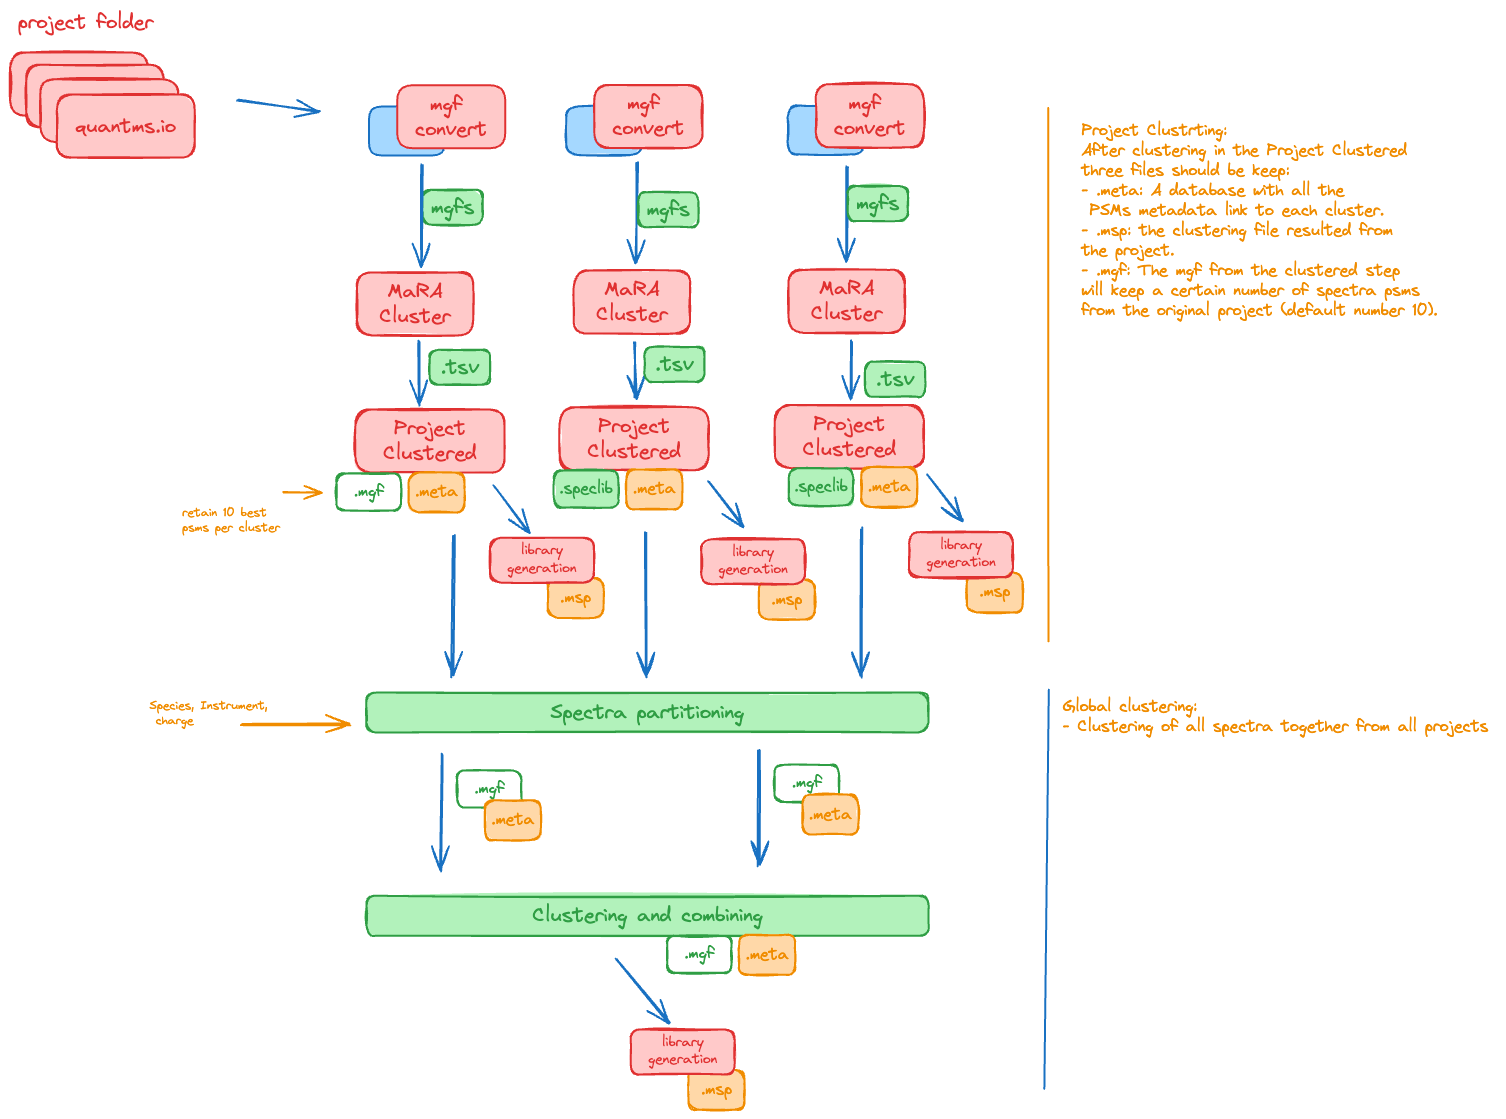 project folder
quantms.io
mgf
convert
mgf
convert
mgf
convert
mgfs
mgfs
mgfs
MaRA
Cluster
MaRA
Cluster
MaRA
Cluster
.tsv
.tsv
.tsv
Project
Clustered
Project
Clustered
Project
Clustered
.mgf
.meta
.speclib
.meta
.speclib
.meta
retain 10 best
psms per cluster
library
generation
.msp
library
generation
.msp
library
generation
.msp
Project Clustrting:
After clustering in the Project Clustered
three files should be keep:
- .meta: A database with all the
PSMs metadata link to each cluster.
- .msp: the clustering file resulted from
the project.
- .mgf: The mgf from the clustered step
will keep a certain number of spectra psms
from the original project (default number 10).
Species, Instrument,
charge
Spectra partitioning
Global clustering:
- Clustering of all spectra together from all projects
.mgf
.meta
.mgf
.meta
Clustering and combining
.mgf
.meta
library
generation
.msp